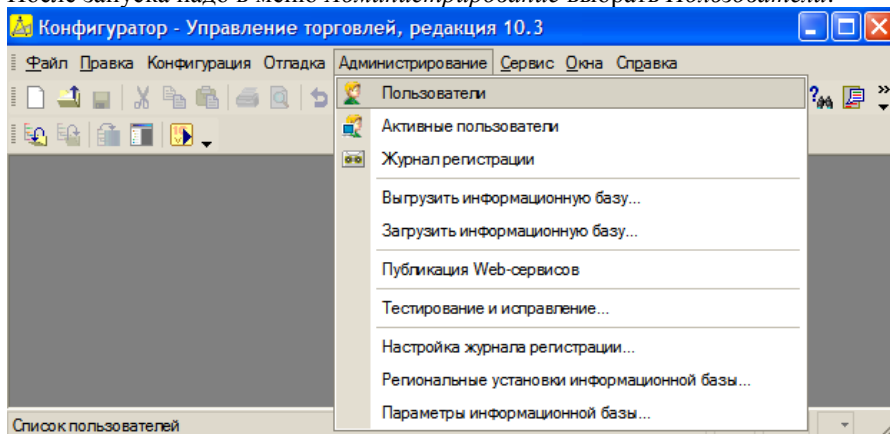 После запуска надо в меню Администрирование выбрать Пользователи.
Конфигуратор - Управление торговлей, редакция 10.3
Файл Правка Конфигурация Отладка Администрирование Сервис Окна Справка
Пользователи
Активные пользователи
Журнал регистрации
Выгрузить информационную базу...
Загрузить информационную базу...
Публикация Web-сервисов
Тестирование и исправление...
Настройка журнала регистрации...
Региональные установки информационной базы...
Параметры информационной базы...
Список пользователей